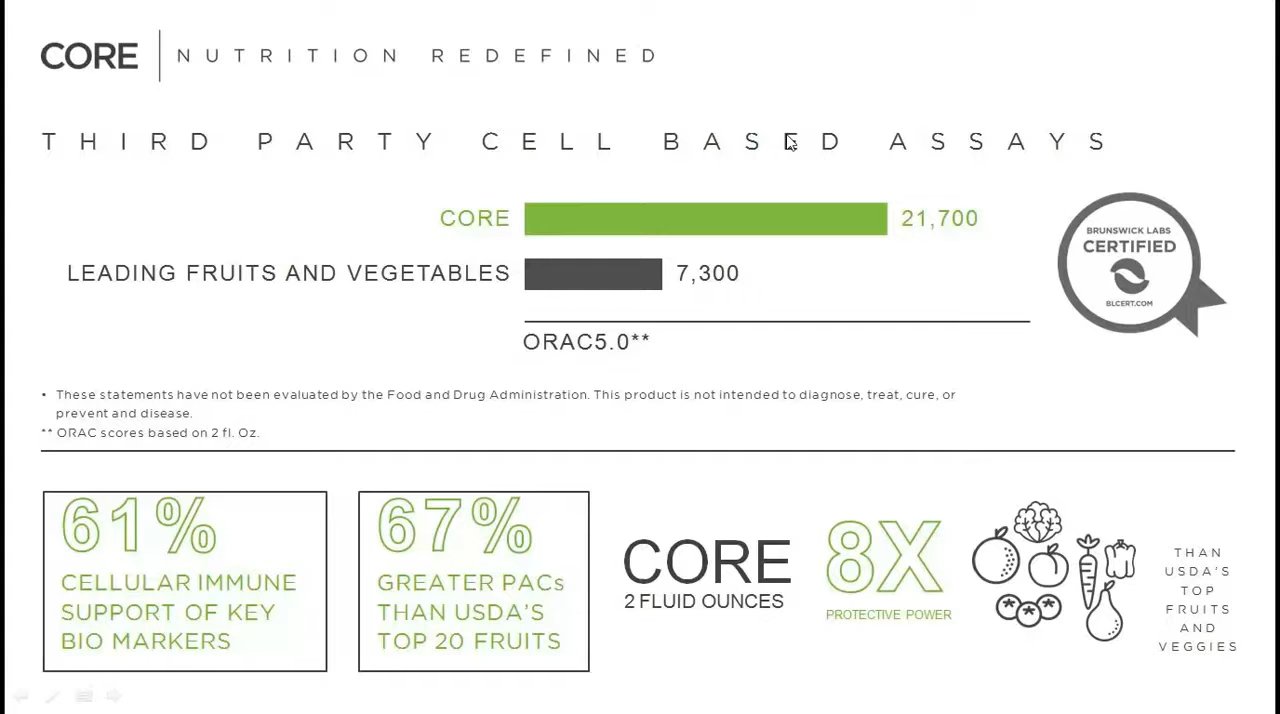 CORE | NUTRITION REDEFINED
THIRD PARTY CELL BASED ASSAYS
CORE 21,700
LEADING FRUITS AND VEGETABLES 7,300
ORAC5.0**
BRUNSWICK LABS
CERTIFIED
BLCERT.COM
• These statements have not been evaluated by the Food and Drug Administration. This product is not intended to diagnose, treat, cure, or
prevent and disease.
** ORAC scores based on 2 fl. Oz.
61%
CELLULAR IMMUNE
SUPPORT OF KEY
BIO MARKERS
67%
GREATER PACs
THAN USDA'S
TOP 20 FRUITS
CORE
2 FLUID OUNCES
8X
PROTECTIVE POWER
THAN
USDA'S
TOP
FRUITS
AND
VEGGIES